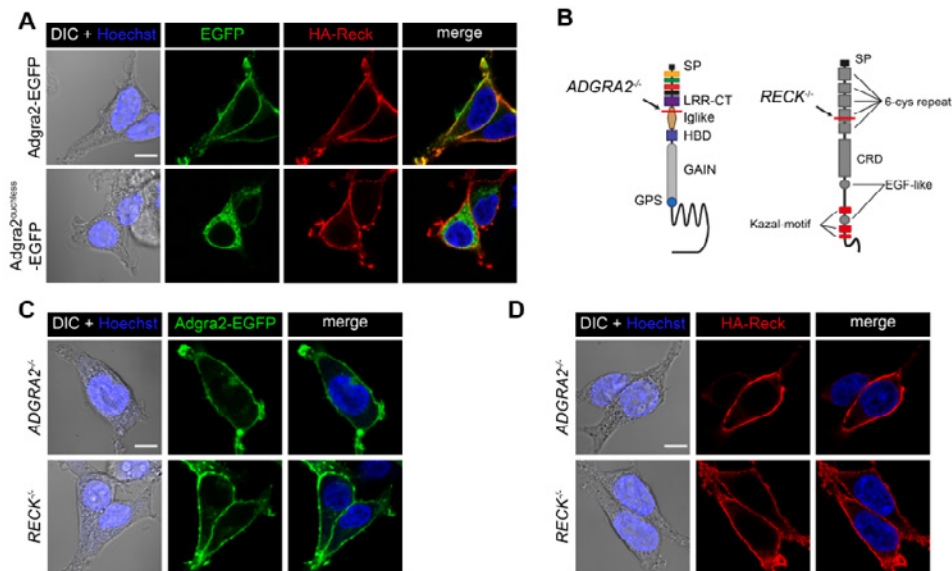 A
DIC + Hoechst EGFP HA-Reck merge
Adgra2-EGFP
Adgra2ouchless
-EGFP
B
ADGRA2-/-
SP
LRR-CT
Iglike
HBD
GAIN
GPS
RECK-/-
SP
6-cys repeat
CRD
EGF-like
Kazal-motif
C
DIC + Hoechst Adgra2-EGFP merge
ADGRA2-/-
RECK-/-
D
DIC + Hoechst HA-Reck merge
ADGRA2-/-
RECK-/-